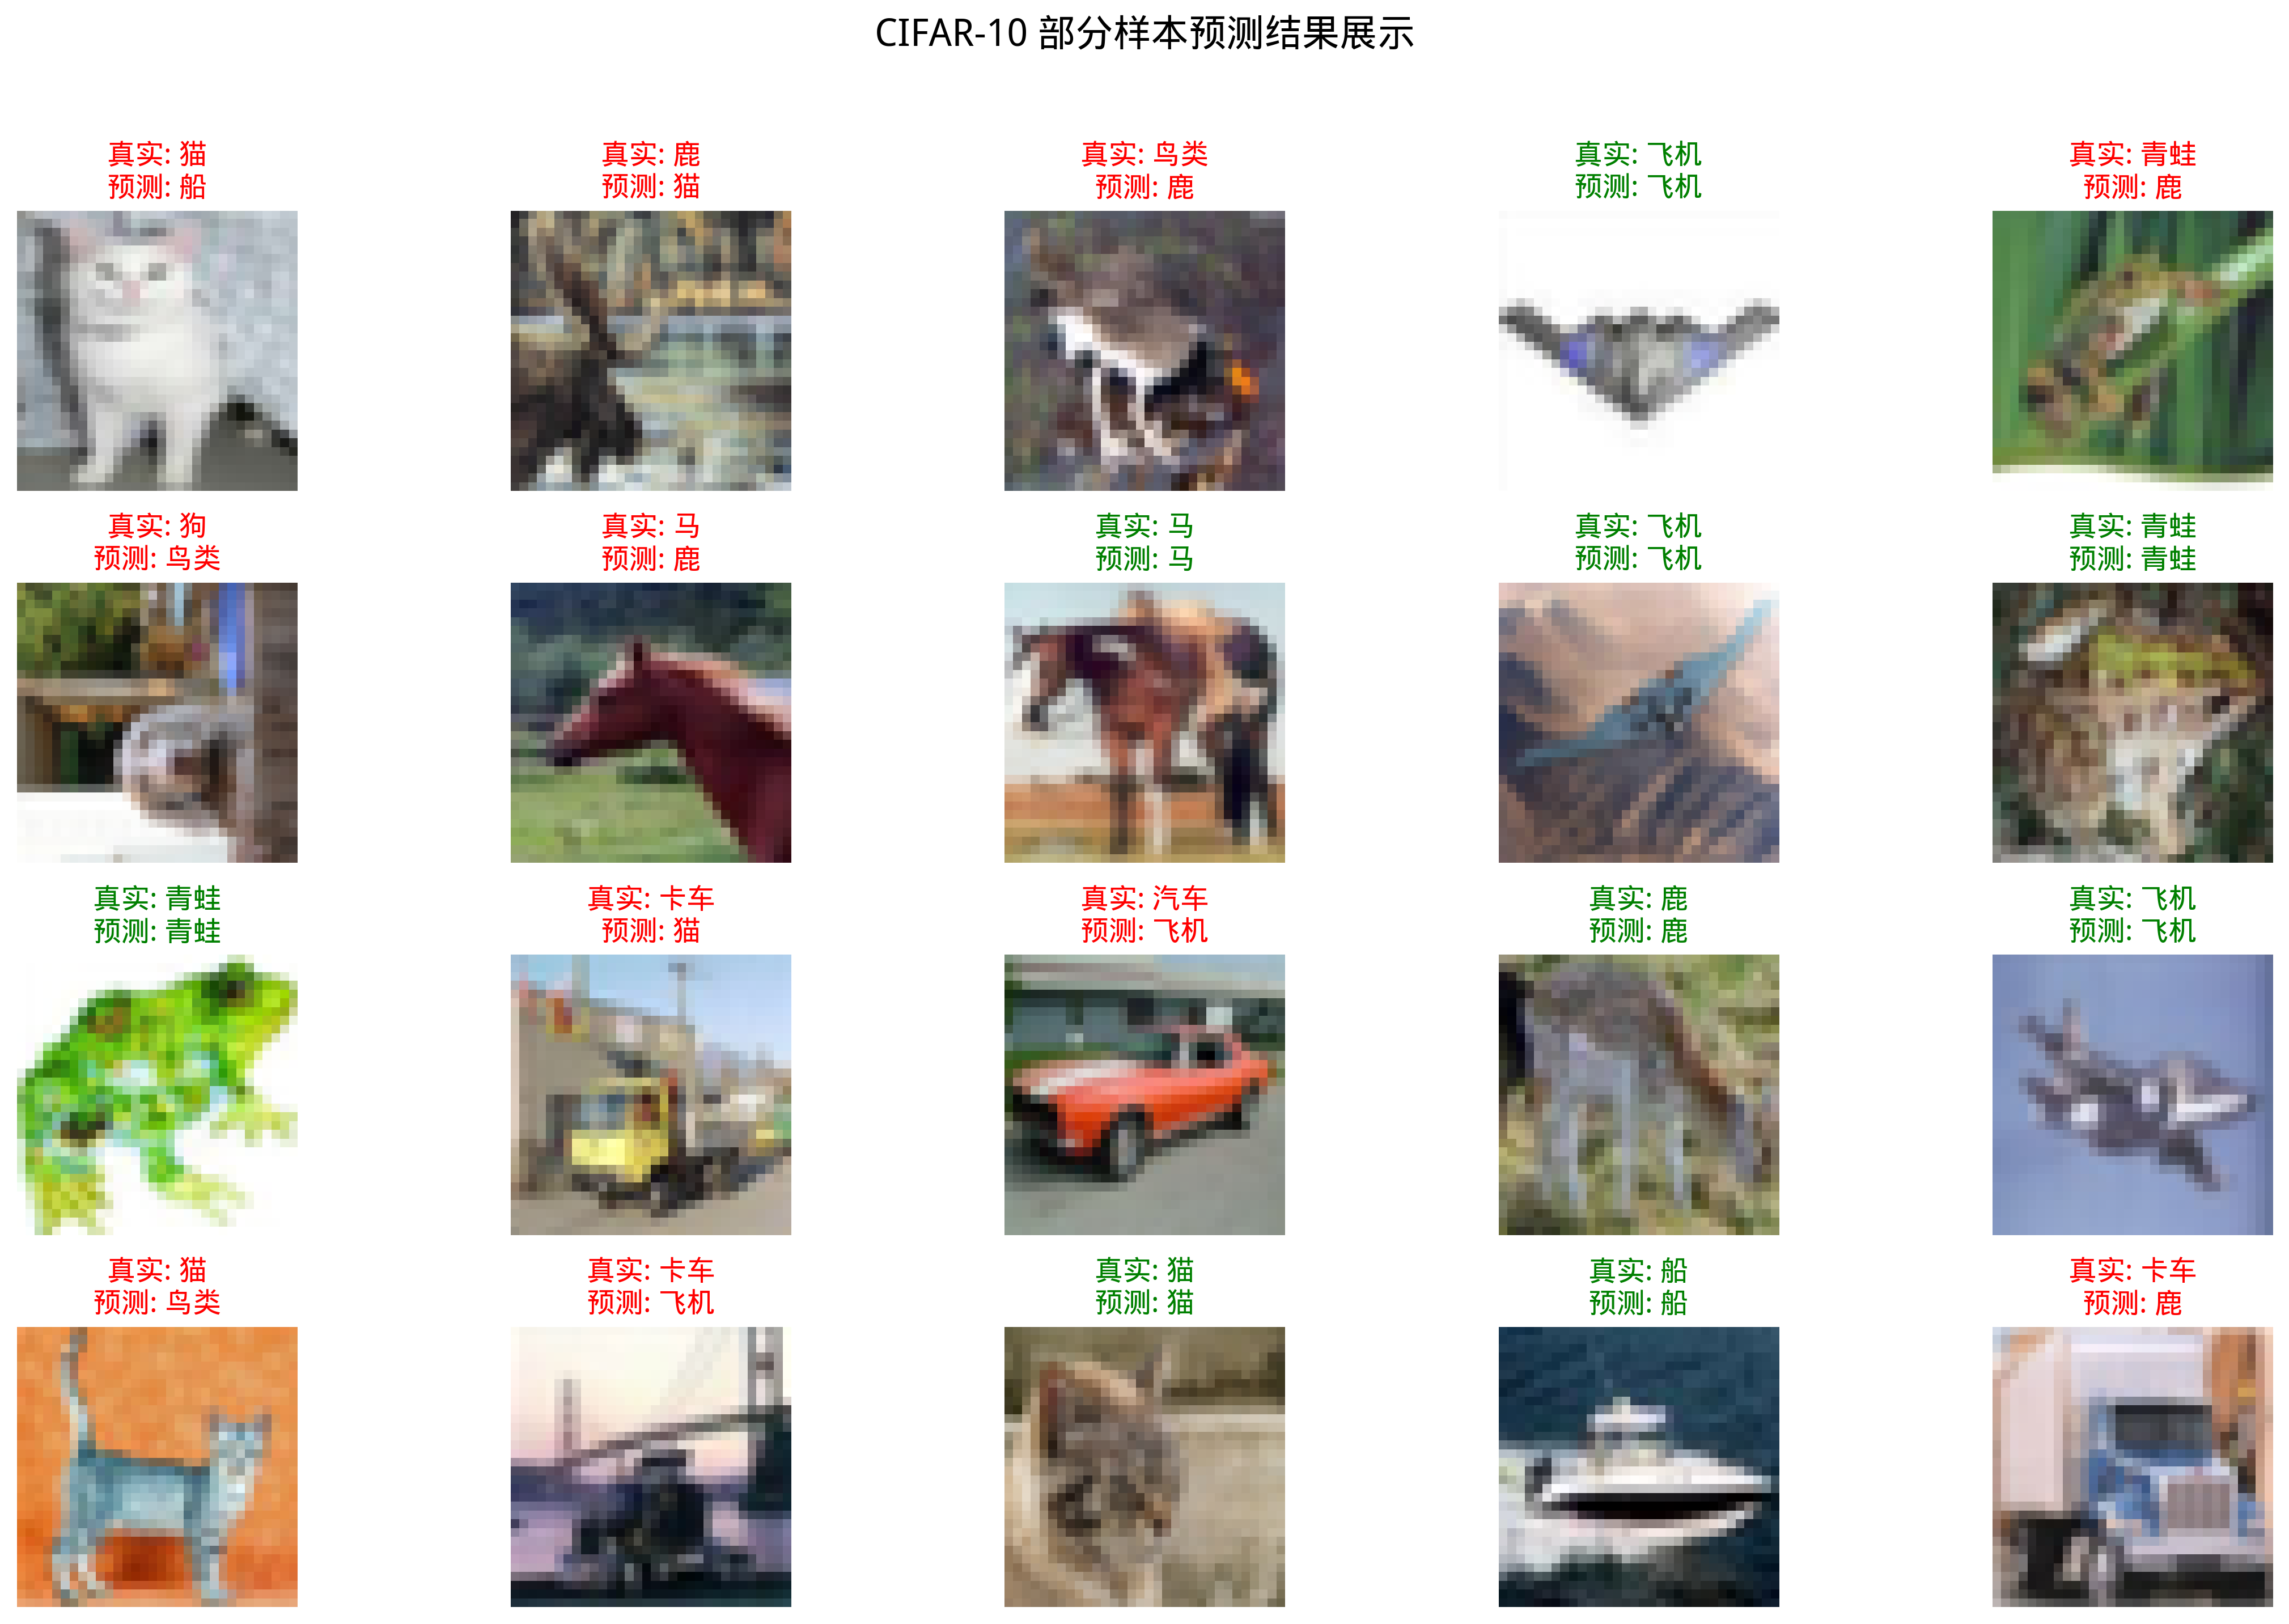 CIFAR-10 部分样本预测结果展示
真实: 猫
预测: 船
真实: 鹿
预测: 猫
真实: 鸟类
预测: 鹿
真实: 飞机
预测: 飞机
真实: 青蛙
预测: 鹿
真实: 狗
预测: 鸟类
真实: 马
预测: 鹿
真实: 马
预测: 马
真实: 飞机
预测: 飞机
真实: 青蛙
预测: 青蛙
真实: 青蛙
预测: 青蛙
真实: 卡车
预测: 猫
真实: 汽车
预测: 飞机
真实: 鹿
预测: 鹿
真实: 飞机
预测: 飞机
真实: 猫
预测: 鸟类
真实: 卡车
预测: 飞机
真实: 猫
预测: 猫
真实: 船
预测: 船
真实: 卡车
预测: 鹿